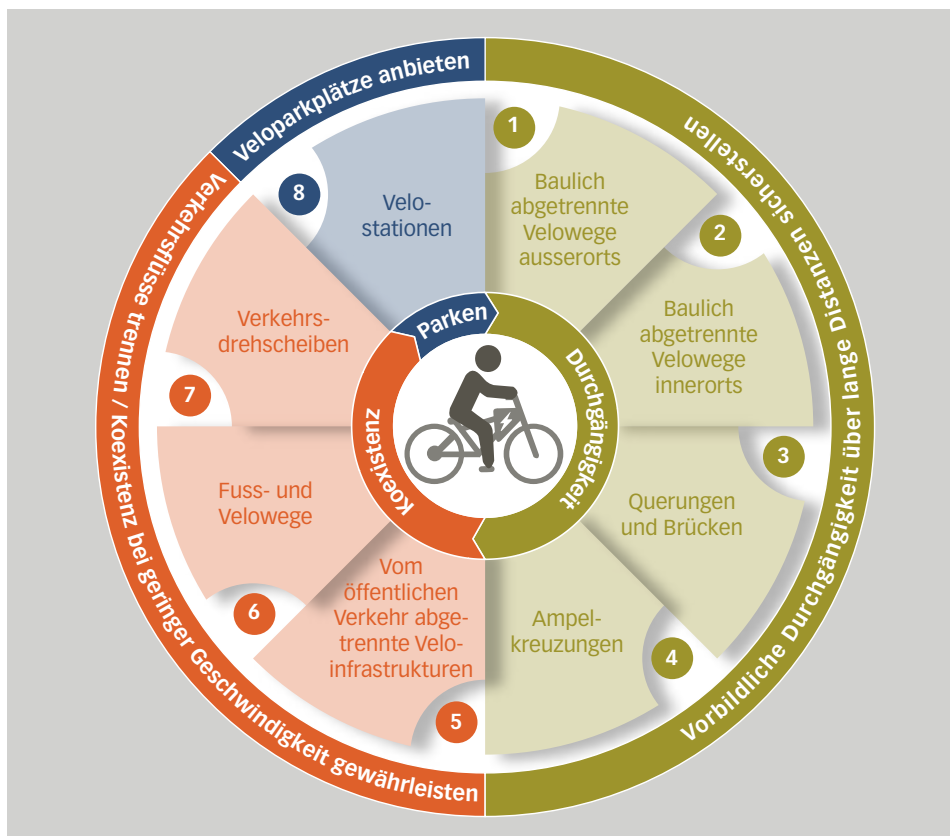 Veloparkplätze anbieten
Vorbildliche Durchgängigkeit über lange Distanzen sicherstellen
Verkehrsflüsse trennen / Koexistenz bei geringer Geschwindigkeit gewährleisten
Parken
Durchgängigkeit
Koexistenz
1
Baulich
abgetrennte
Velowege
ausserorts
2
Baulich
abgetrennte
Velowege
innerorts
3
Querungen
und Brücken
4
Ampel-
kreuzungen
5
Vom
öffentlichen
Verkehr abge-
trennte Velo-
infrastrukturen
6
Fuss- und
Velowege
7
Verkehrs-
drehscheiben
8
Velo-
stationen